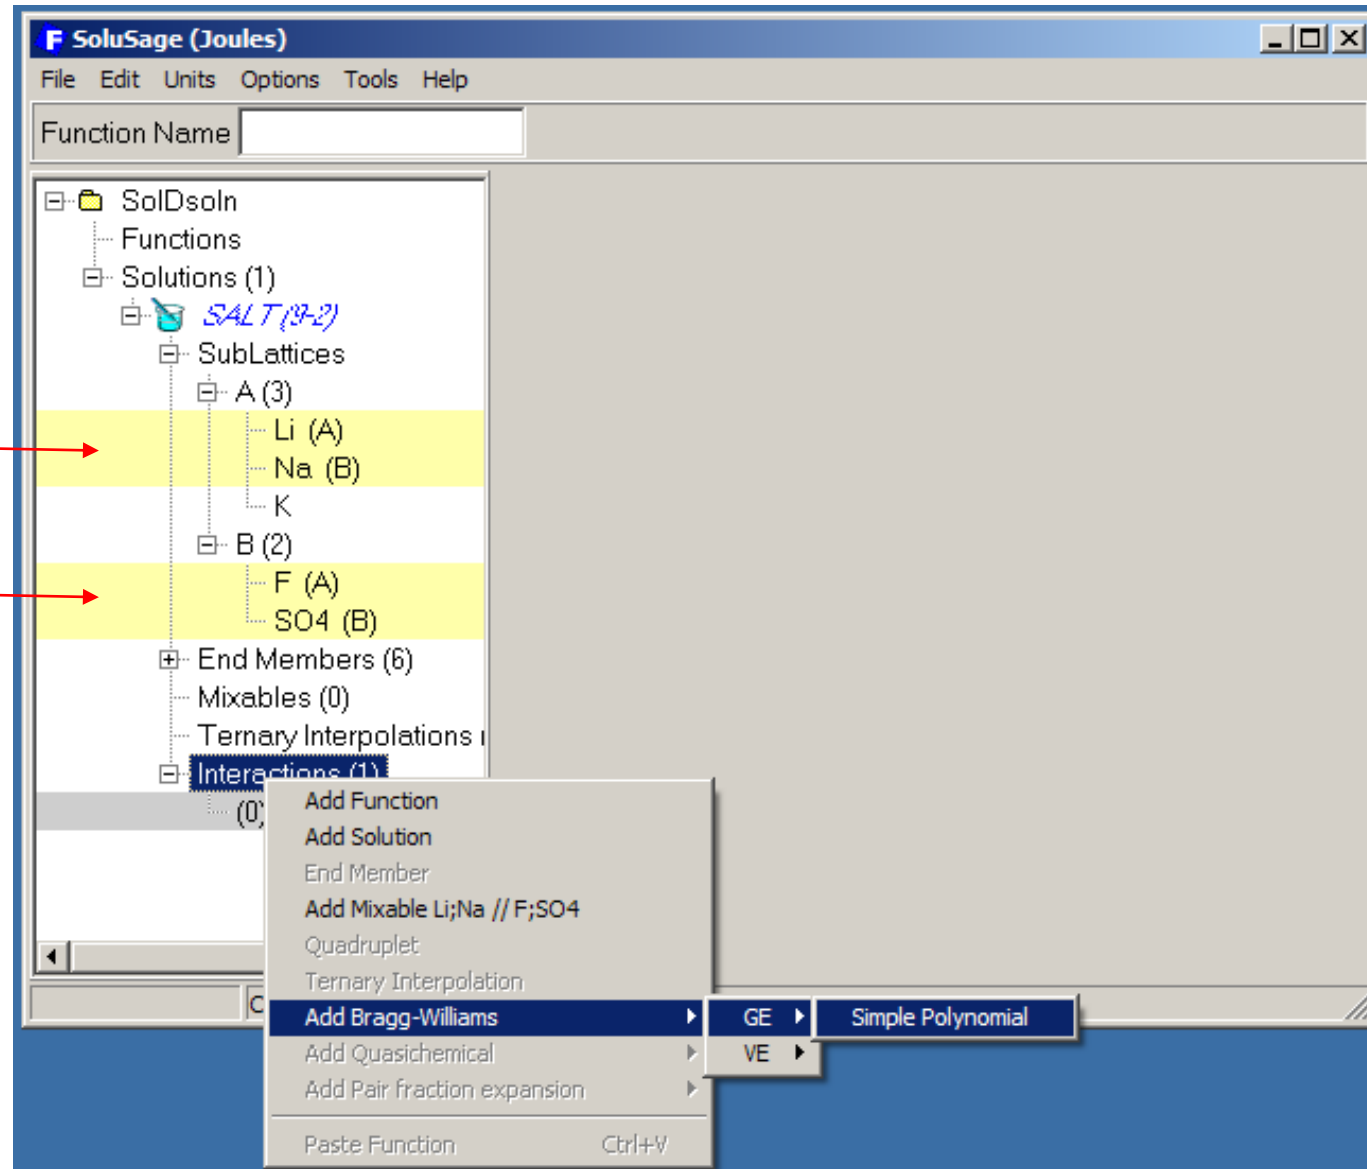 SoluSage (Joules)
File Edit Units Options Tools Help
Function Name
SolDsoln
Functions
Solutions (1)
SALT (9-2)
SubLattices
A (3)
Li (A)
Na (B)
K
B (2)
F (A)
SO4 (B)
End Members (6)
Mixables (0)
Ternary Interpolations
Interactions (1)
(0)
Add Function
Add Solution
End Member
Add Mixable Li;Na // F;SO4
Quadruplet
Ternary Interpolation
Add Bragg-Williams GE Simple Polynomial
Add Quasichemical VE
Add Pair fraction expansion
Paste Function Ctrl+V